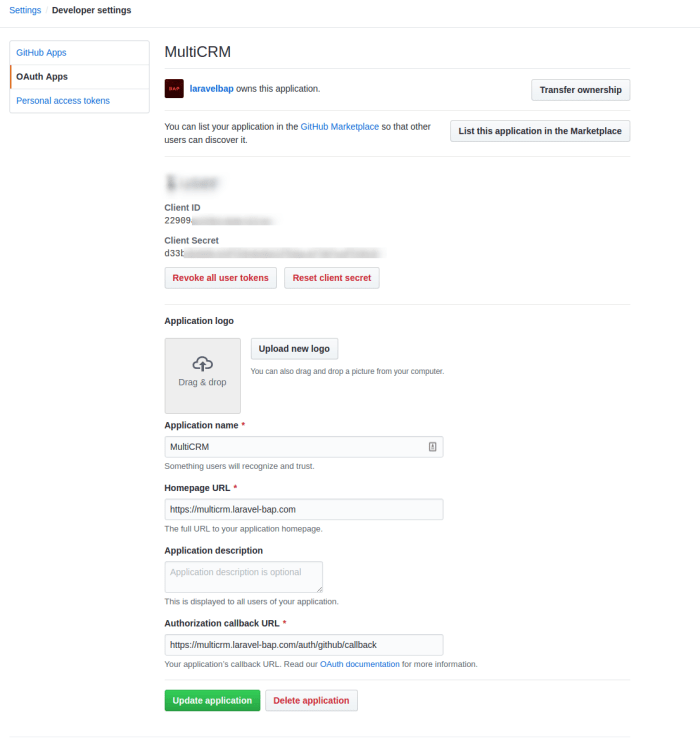 Settings / Developer settings
GitHub Apps
OAuth Apps
Personal access tokens
MultiCRM
BAP
laravelbap owns this application.
Transfer ownership
You can list your application in the GitHub Marketplace so that other
users can discover it.
List this application in the Marketplace
1 user
Client ID
22909
Client Secret
d33b
Revoke all user tokens
Reset client secret
Application logo
Drag & drop
Upload new logo
You can also drag and drop a picture from your computer.
Application name *
MultiCRM
Something users will recognize and trust.
Homepage URL *
https://multicrm.laravel-bap.com
The full URL to your application homepage.
Application description
Application description is optional
This is displayed to all users of your application.
Authorization callback URL *
https://multicrm.laravel-bap.com/auth/github/callback
Your application's callback URL. Read our OAuth documentation for more information.
Update application
Delete application